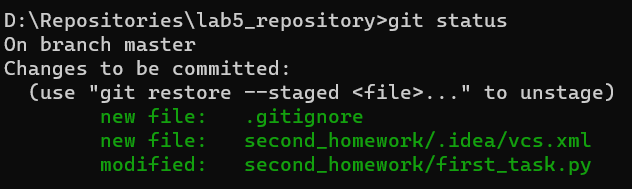 D:\Repositories\lab5_repository>git status
On branch master
Changes to be committed:
  (use "git restore --staged <file>..." to unstage)
        new file:   .gitignore
        new file:   second_homework/.idea/vcs.xml
        modified:   second_homework/first_task.py